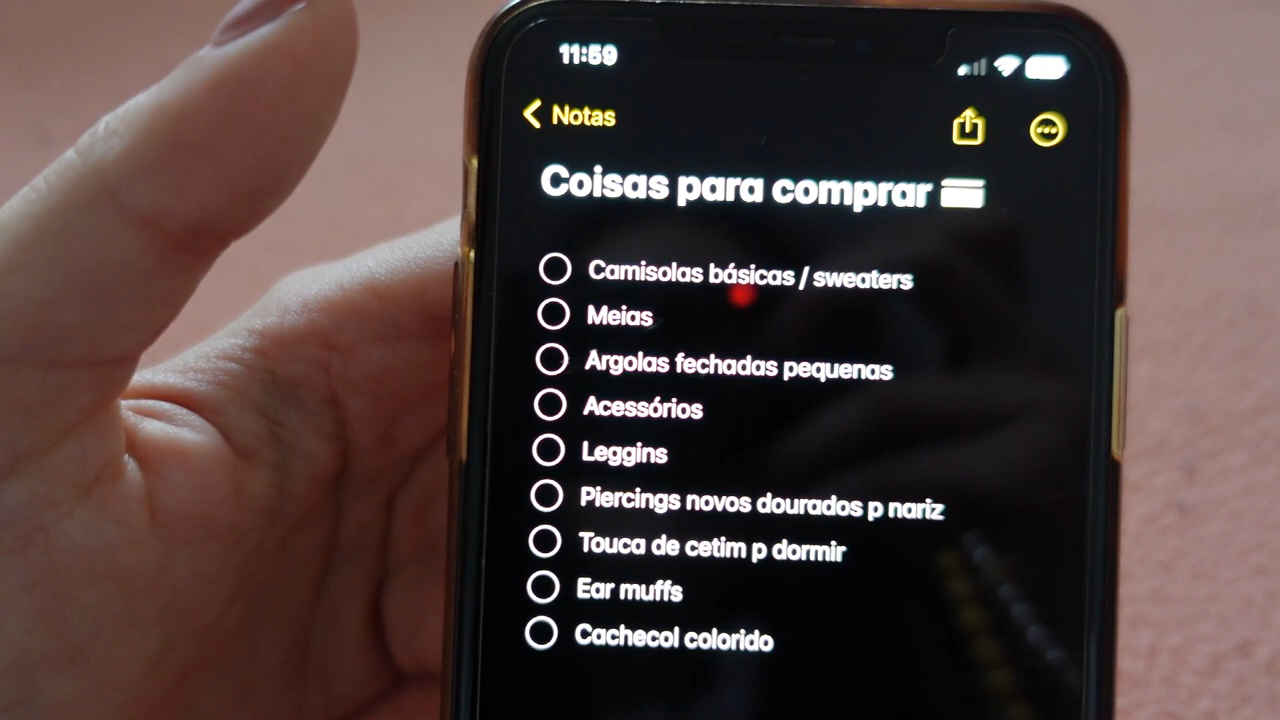 11:59
Notas
Coisas para comprar
Camisolas básicas / sweaters
Meias
Argolas fechadas pequenas
Acessórios
Leggins
Piercings novos dourados p nariz
Touca de cetim p dormir
Ear muffs
Cachecol colorido